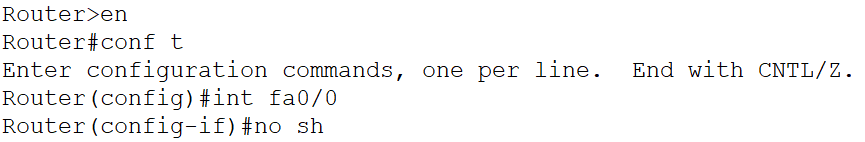 Router>en
Router#conf t
Enter configuration commands, one per line.  End with CNTL/Z.
Router(config)#int fa0/0
Router(config-if)#no sh